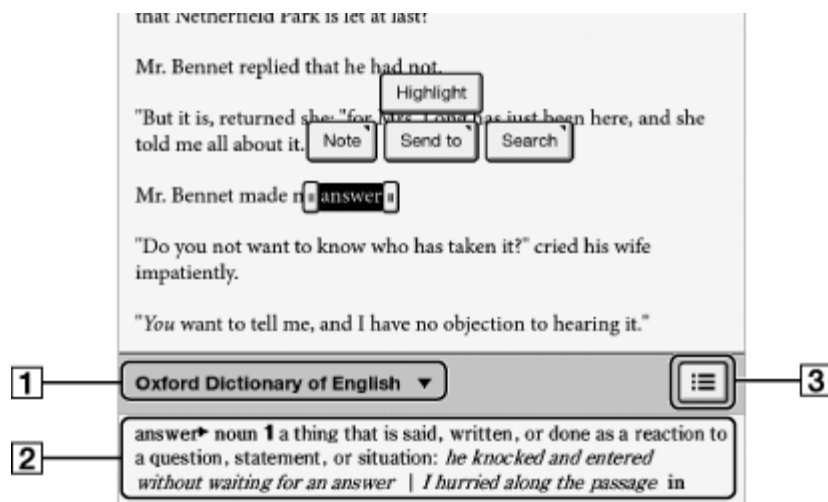 that Netherfield Park is let at last?"
Mr. Bennet replied that he had not.
Highlight
"But it is, returned she: "for Mrs. Long has just been here, and she
told me all about it.
Note
Send to
Search
Mr. Bennet made n
answer
"Do you not want to know who has taken it?" cried his wife
impatiently.
"You want to tell me, and I have no objection to hearing it."
1
Oxford Dictionary of English
3
2
answer▸ noun 1 a thing that is said, written, or done as a reaction to
a question, statement, or situation: he knocked and entered
without waiting for an answer | I hurried along the passage in